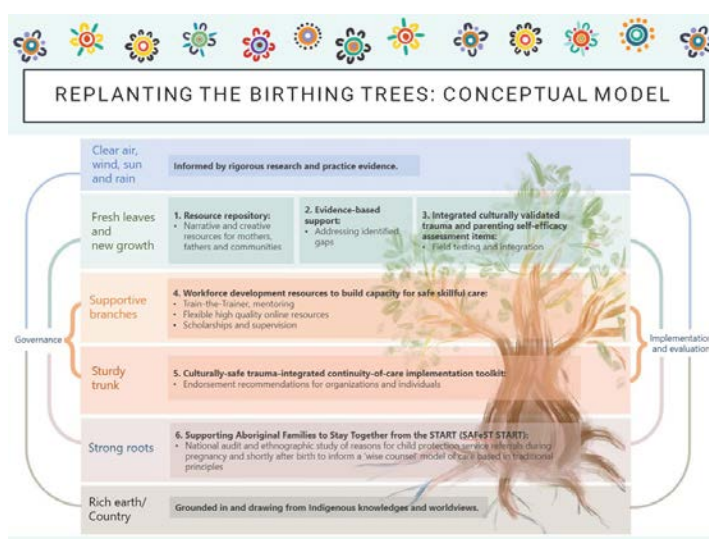 REPLANTING THE BIRTHING TREES: CONCEPTUAL MODEL
Clear air,
wind, sun
and rain
Informed by rigorous research and practice evidence.
Fresh leaves
and
new growth
1. Resource repository:
• Narrative and creative
resources for mothers,
fathers and communities
2. Evidence-based
support:
• Addressing identified
gaps
3. Integrated culturally validated
trauma and parenting self-efficacy
assessment items:
• Field testing and integration
Supportive
branches
4. Workforce development resources to build capacity for safe skillful care:
• Train-the-Trainer, mentoring
• Flexible high quality online resources
• Scholarships and supervision
Governance
Implementation
and evaluation
Sturdy
trunk
5. Culturally-safe trauma-integrated continuity-of-care implementation toolkit:
• Endorsement recommendations for organizations and individuals
Strong roots
6. Supporting Aboriginal Families to Stay Together from the START (SAFeST START):
• National audit and ethnographic study of reasons for child protection service referrals during
pregnancy and shortly after birth to inform a 'wise counsel' model of care based in traditional
principles
Rich earth/
Country
Grounded in and drawing from Indigenous knowledges and worldviews.